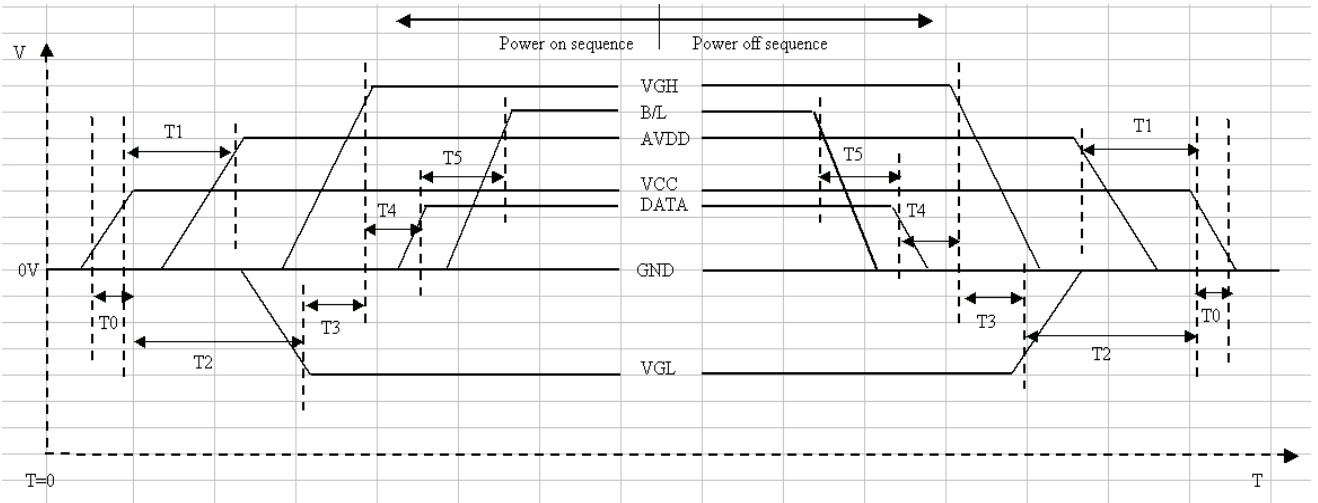 Power on sequence
Power off sequence
V
VGH
B/L
T1
AVDD
T1
T5
T5
VCC
DATA
T4
T4
0V
GND
T0
T3
T3
T0
T2
T2
VGL
T=0
T